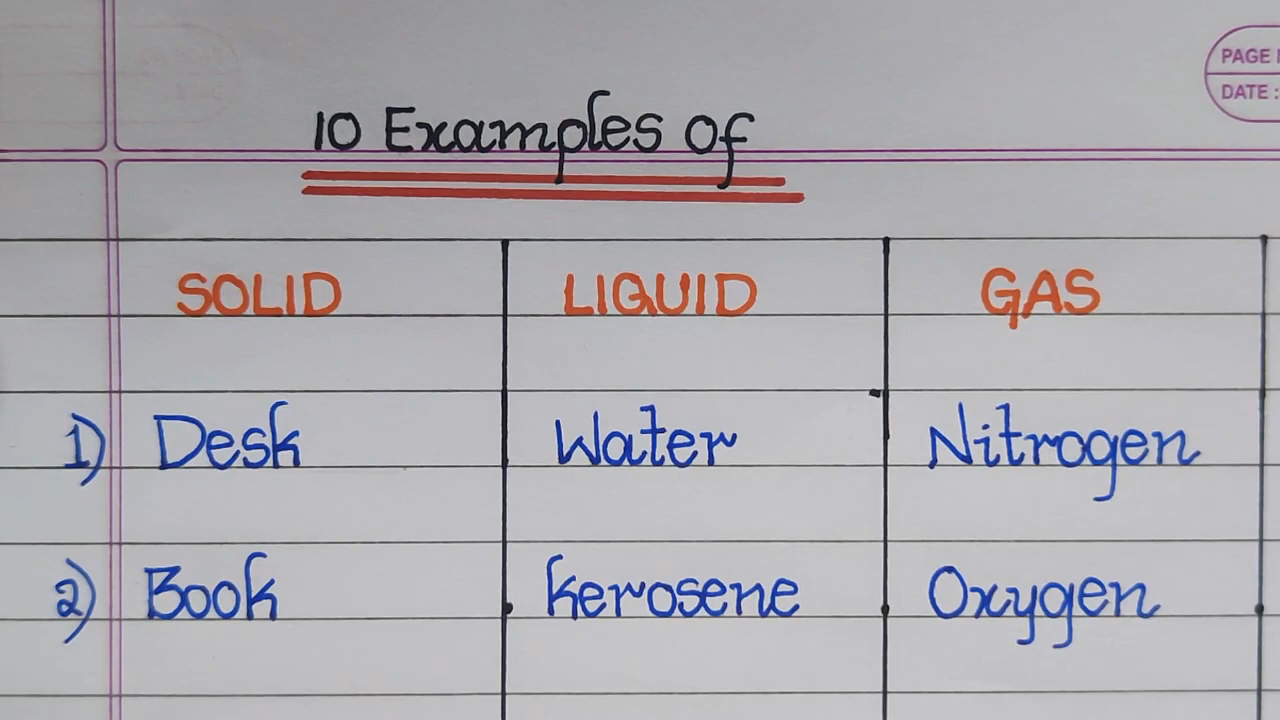 PAGE
DATE :
10 Examples of
SOLID LIQUID GAS
1) Desk Water Nitrogen
2) Book Kerosene Oxygen